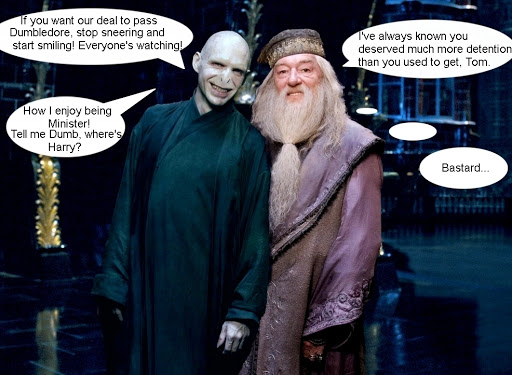 If you want our deal to pass
Dumbledore, stop sneering and
start smiling! Everyone's watching!
I've always known you
deserved much more detention
than you used to get, Tom.
How I enjoy being
Minister!
Tell me Dumb, where's
Harry?
Bastard...